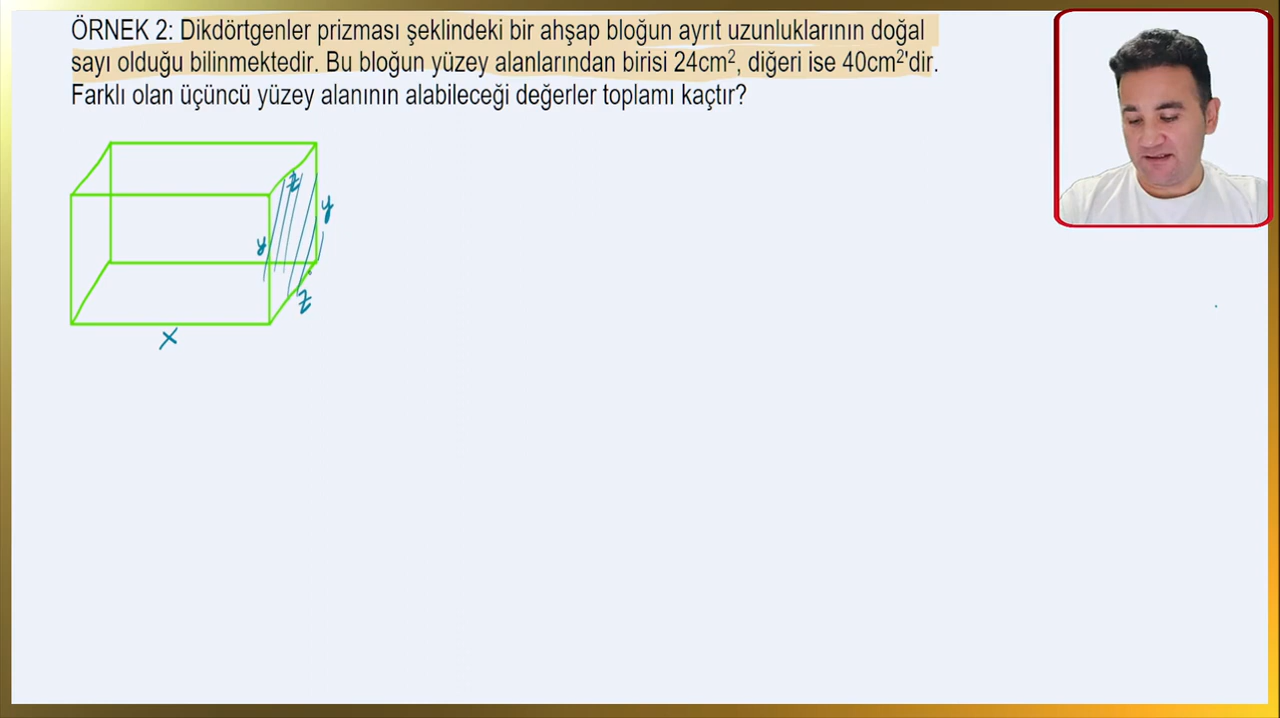 ÖRNEK 2: Dikdörtgenler prizması şeklindeki bir ahşap bloğun ayrıt uzunluklarının doğal
sayı olduğu bilinmektedir. Bu bloğun yüzey alanlarından birisi 24cm², diğeri ise 40cm²'dir.
Farklı olan üçüncü yüzey alanının alabileceği değerler toplamı kaçtır?
z
y
y
z
x